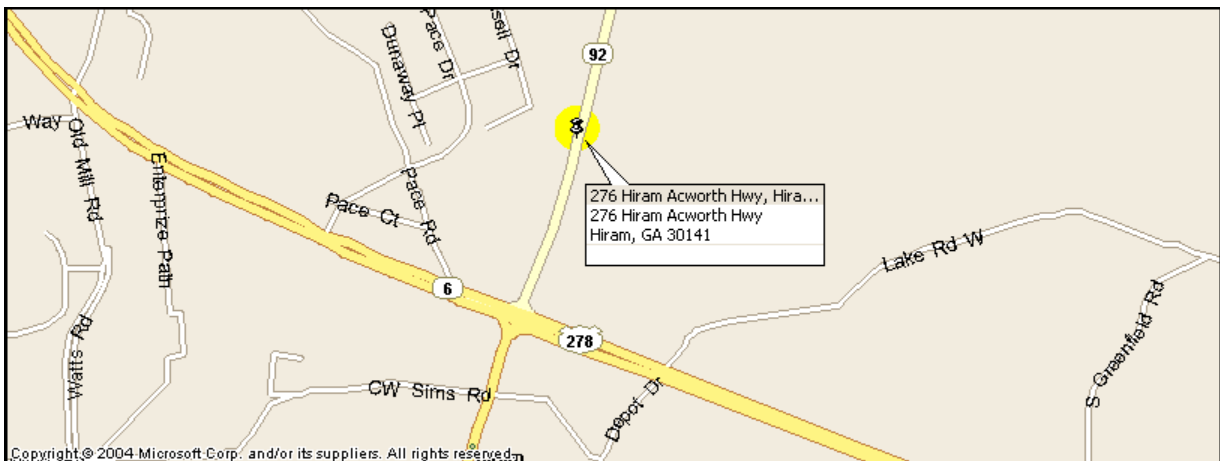 92
ssell Dr
Pace Dr
Dunaway Pl
Way
Old Mill Rd
Enterprize Path
Pace Rd
Pace Ct
276 Hiram Acworth Hwy, Hira...
276 Hiram Acworth Hwy
Hiram, GA 30141
Lake Rd W
6
278
S Greenfield Rd
Watts Rd
CW Sims Rd
Depot Dr
Copyright © 2004 Microsoft Corp. and/or its suppliers. All rights reserved.